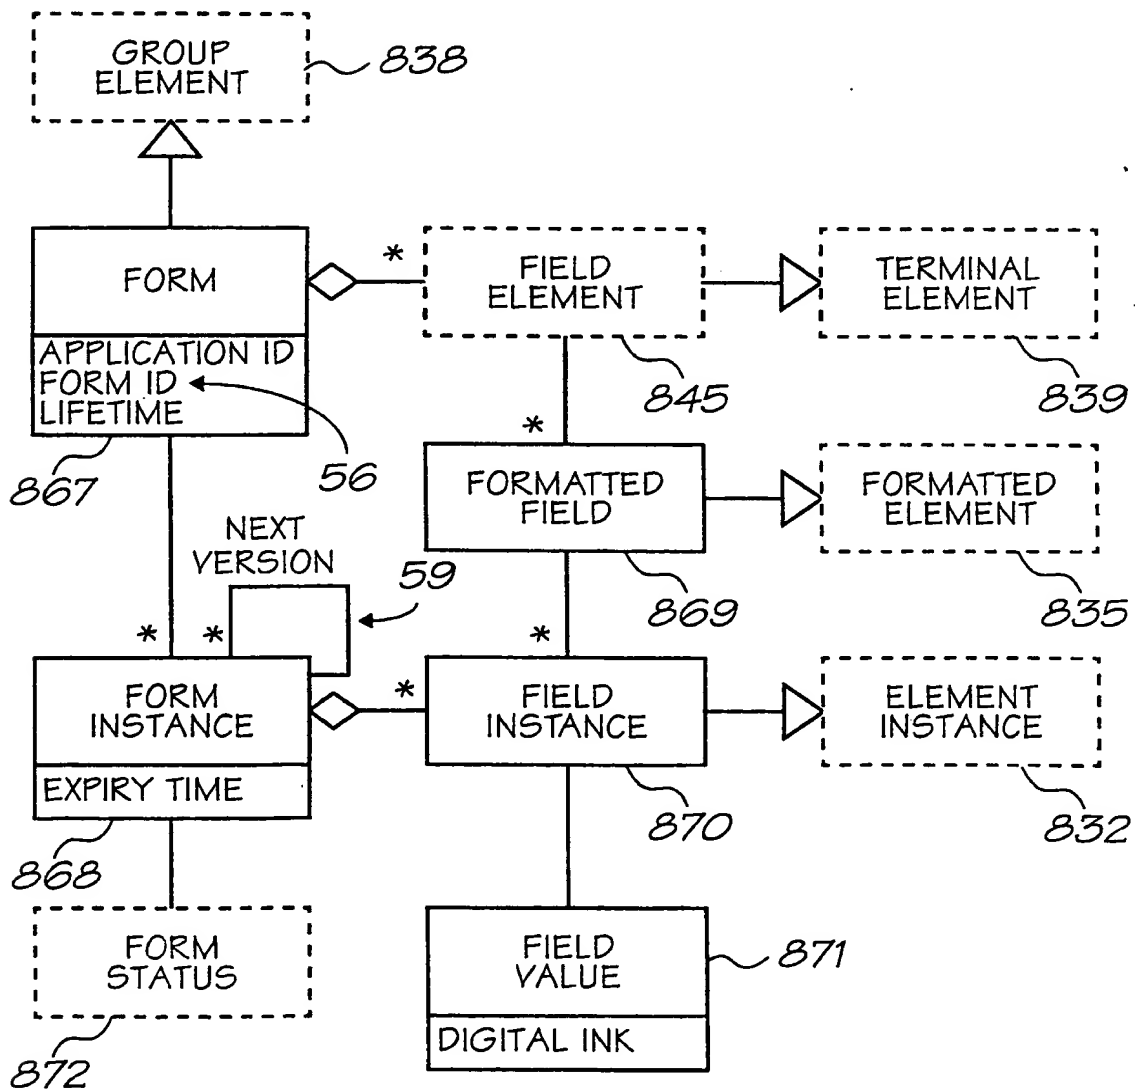 GROUP
ELEMENT
838
FORM
*
FIELD
ELEMENT
TERMINAL
ELEMENT
APPLICATION ID
FORM ID
LIFETIME
845
839
867
56
*
FORMATTED
FIELD
FORMATTED
ELEMENT
NEXT
VERSION
59
869
835
*
*
*
FORM
INSTANCE
*
FIELD
INSTANCE
ELEMENT
INSTANCE
EXPIRY TIME
870
832
868
FORM
STATUS
FIELD
VALUE
871
DIGITAL INK
872